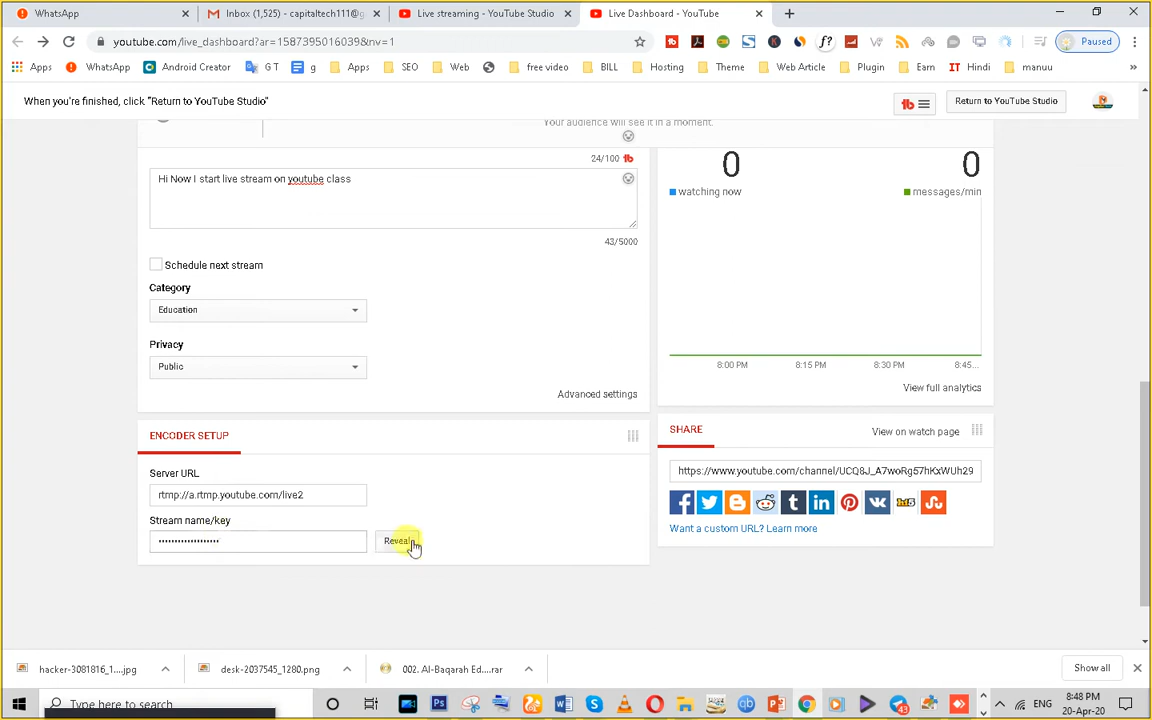 WhatsApp
Inbox (1,525) - capitaltech111@g
Live streaming - YouTube Studio
Live Dashboard - YouTube
youtube.com/live_dashboard?ar=1587395016039&nv=1
Paused
Apps
WhatsApp
Android Creator
G T
g
Apps
SEO
Web
free video
BILL
Hosting
Theme
Web Article
Plugin
Earn
IT Hindi
manuu
When you're finished, click "Return to YouTube Studio"
Return to YouTube Studio
Your audience will see it in a moment.
24/100
Hi Now I start live stream on youtube class
43/5000
Schedule next stream
Category
Education
Privacy
Public
Advanced settings
0
watching now
0
messages/min
8:00 PM
8:15 PM
8:30 PM
8:45...
View full analytics
ENCODER SETUP
Server URL
rtmp://a.rtmp.youtube.com/live2
Stream name/key
Reveal
SHARE
View on watch page
https://www.youtube.com/channel/UCQ8J_A7woRg57hKxWUh29
Want a custom URL? Learn more
hacker-3081816_1....jpg
desk-2037545_1280.png
002. Al-Baqarah Ed....rar
Show all
Type here to search
43
ENG
8:48 PM
20-Apr-20